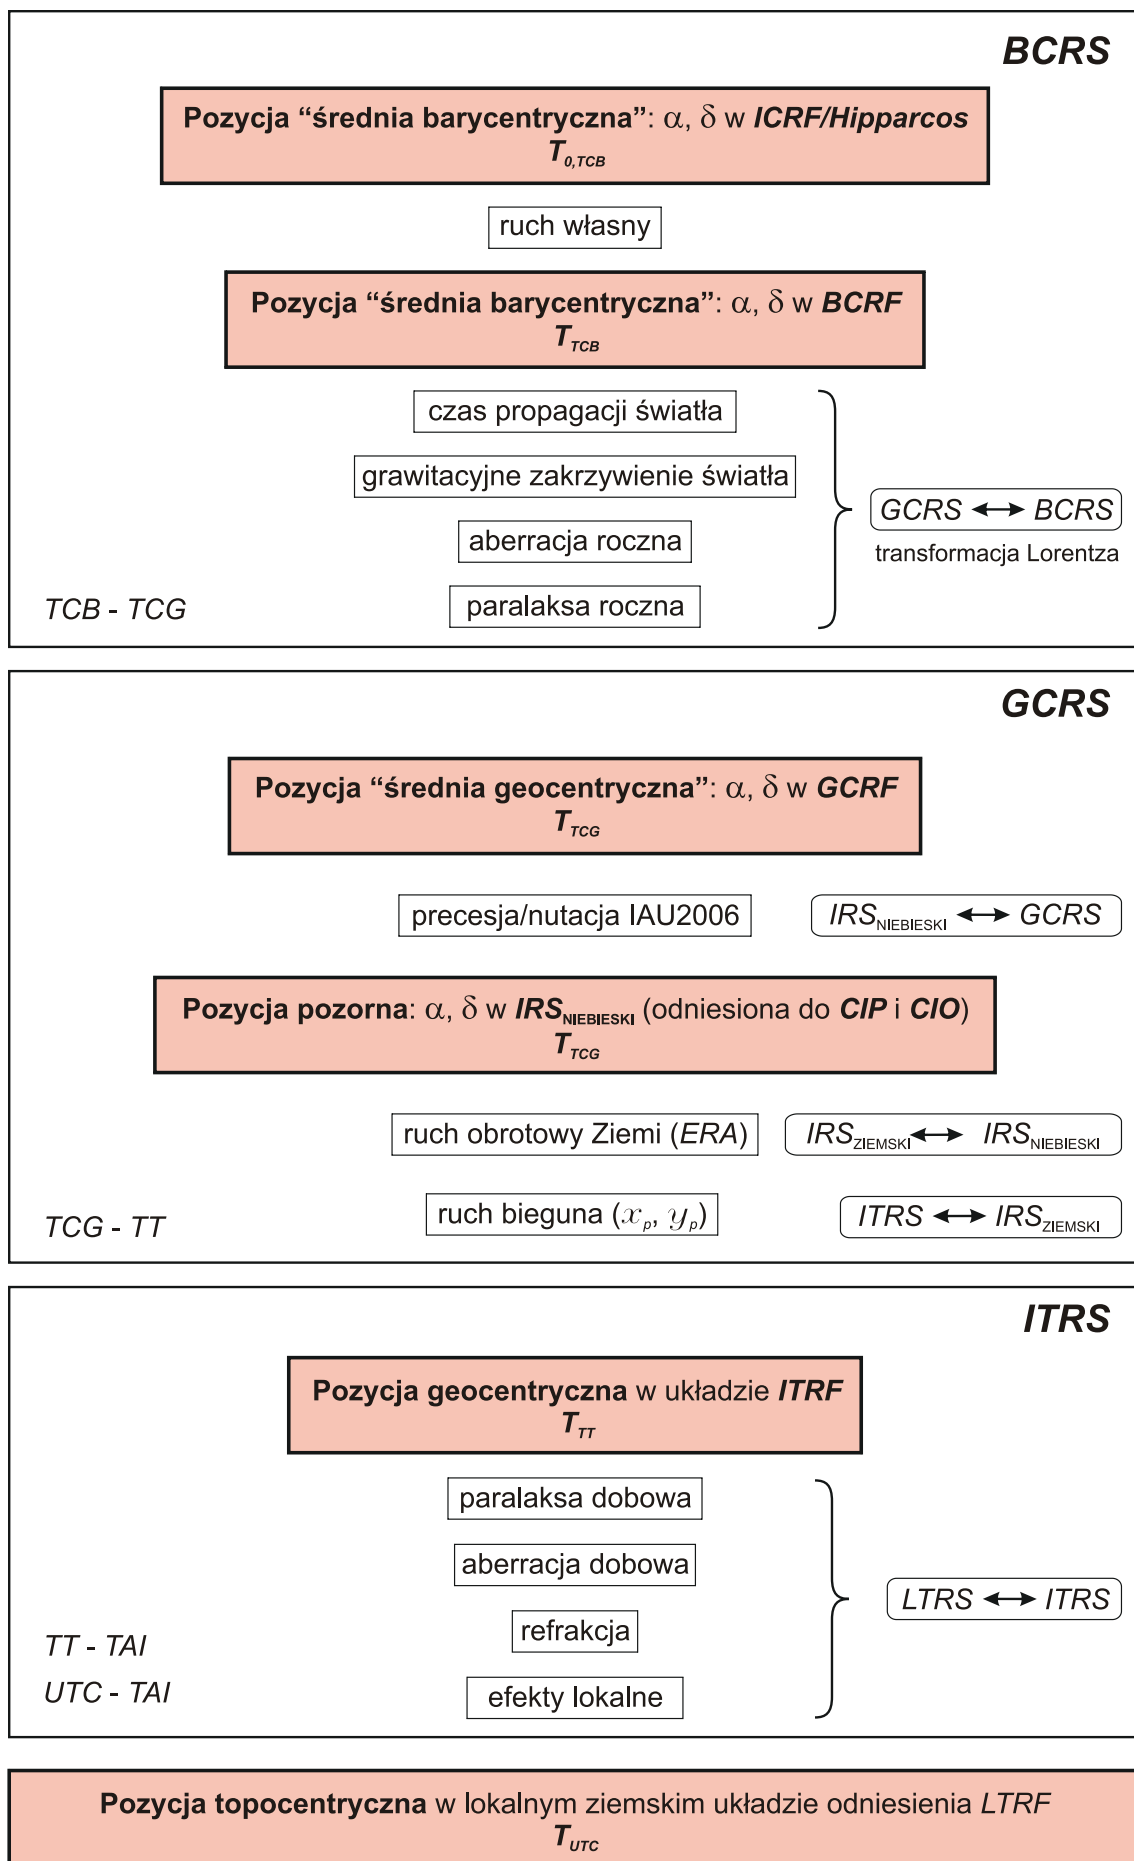 BCRS
Pozycja “średnia barycentryczna”: α, δ w ICRF/Hipparcos
T0,TCB
ruch własny
Pozycja “średnia barycentryczna”: α, δ w BCRF
TTCB
czas propagacji światła
grawitacyjne zakrzywienie światła
GCRS ↔ BCRS
aberracja roczna
transformacja Lorentza
TCB - TCG
paralaksa roczna
GCRS
Pozycja “średnia geocentryczna”: α, δ w GCRF
TTCG
precesja/nutacja IAU2006
IRSNIEBIESKI ↔ GCRS
Pozycja pozorna: α, δ w IRSNIEBIESKI (odniesiona do CIP i CIO)
TTCG
ruch obrotowy Ziemi (ERA)
IRSZIEMSKI ↔ IRSNIEBIESKI
TCG - TT
ruch bieguna (xp, yp)
ITRS ↔ IRSZIEMSKI
ITRS
Pozycja geocentryczna w układzie ITRF
TTT
paralaksa dobowa
aberracja dobowa
LTRS ↔ ITRS
refrakcja
TT - TAI
UTC - TAI
efekty lokalne
Pozycja topocentryczna w lokalnym ziemskim układzie odniesienia LTRF
TUTC